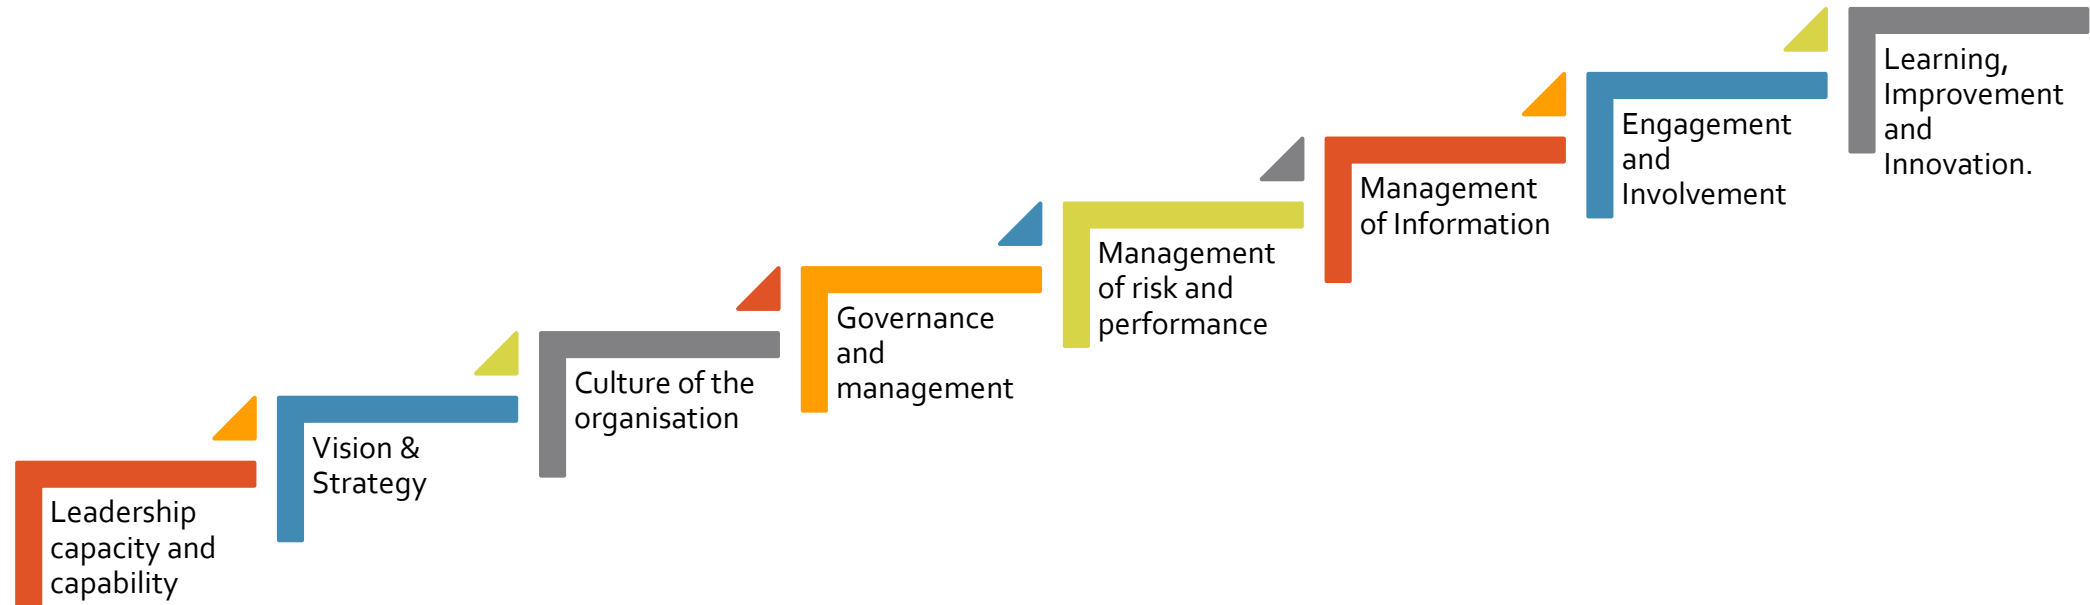 Leadership
capacity and
capability
Vision &
Strategy
Culture of the
organisation
Governance
and
management
Management
of risk and
performance
Management
of Information
Engagement
and
Involvement
Learning,
Improvement
and
Innovation.